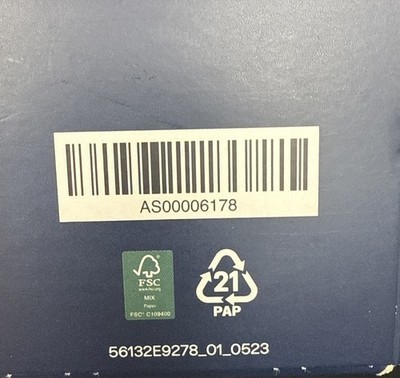 AS00006178
FSC
www.fsc.org
MIX
Paper
FSC® C109400
21
PAP
56132E9278_01_0523